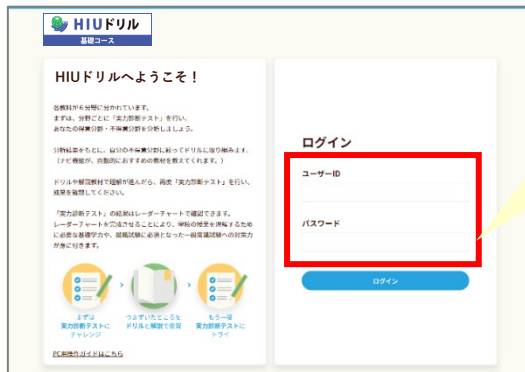 HIUドリル
基礎コース
HIUドリルへようこそ！
各教科が6分野に分かれています。
まずは、分野ごとに「実力診断テスト」を行い、
あなたの得意分野・不得意分野を分析しましょう。
分析結果をもとに、自分の不得意分野に絞ってドリルに取り組みます。
（ナビ機能が、自動的におすすめの教材を教えてくれます。）
ドリルや解説教材で理解が進んだら、再度「実力診断テスト」を行い、
成果を確認してください。
「実力診断テスト」の結果はレーダーチャートで確認できます。
レーダーチャートを完成させることにより、学校の授業を理解するため
に必要な基礎学力や、就職試験に必須となった一般常識試験への対策力
が身に付きます。
まずは
実力診断テストに
チャレンジ
つまずいたところを
ドリルと解説で復習
もう一度
実力診断テストに
トライ
PC用操作ガイドはこちら
ログイン
ユーザーID
パスワード
ログイン